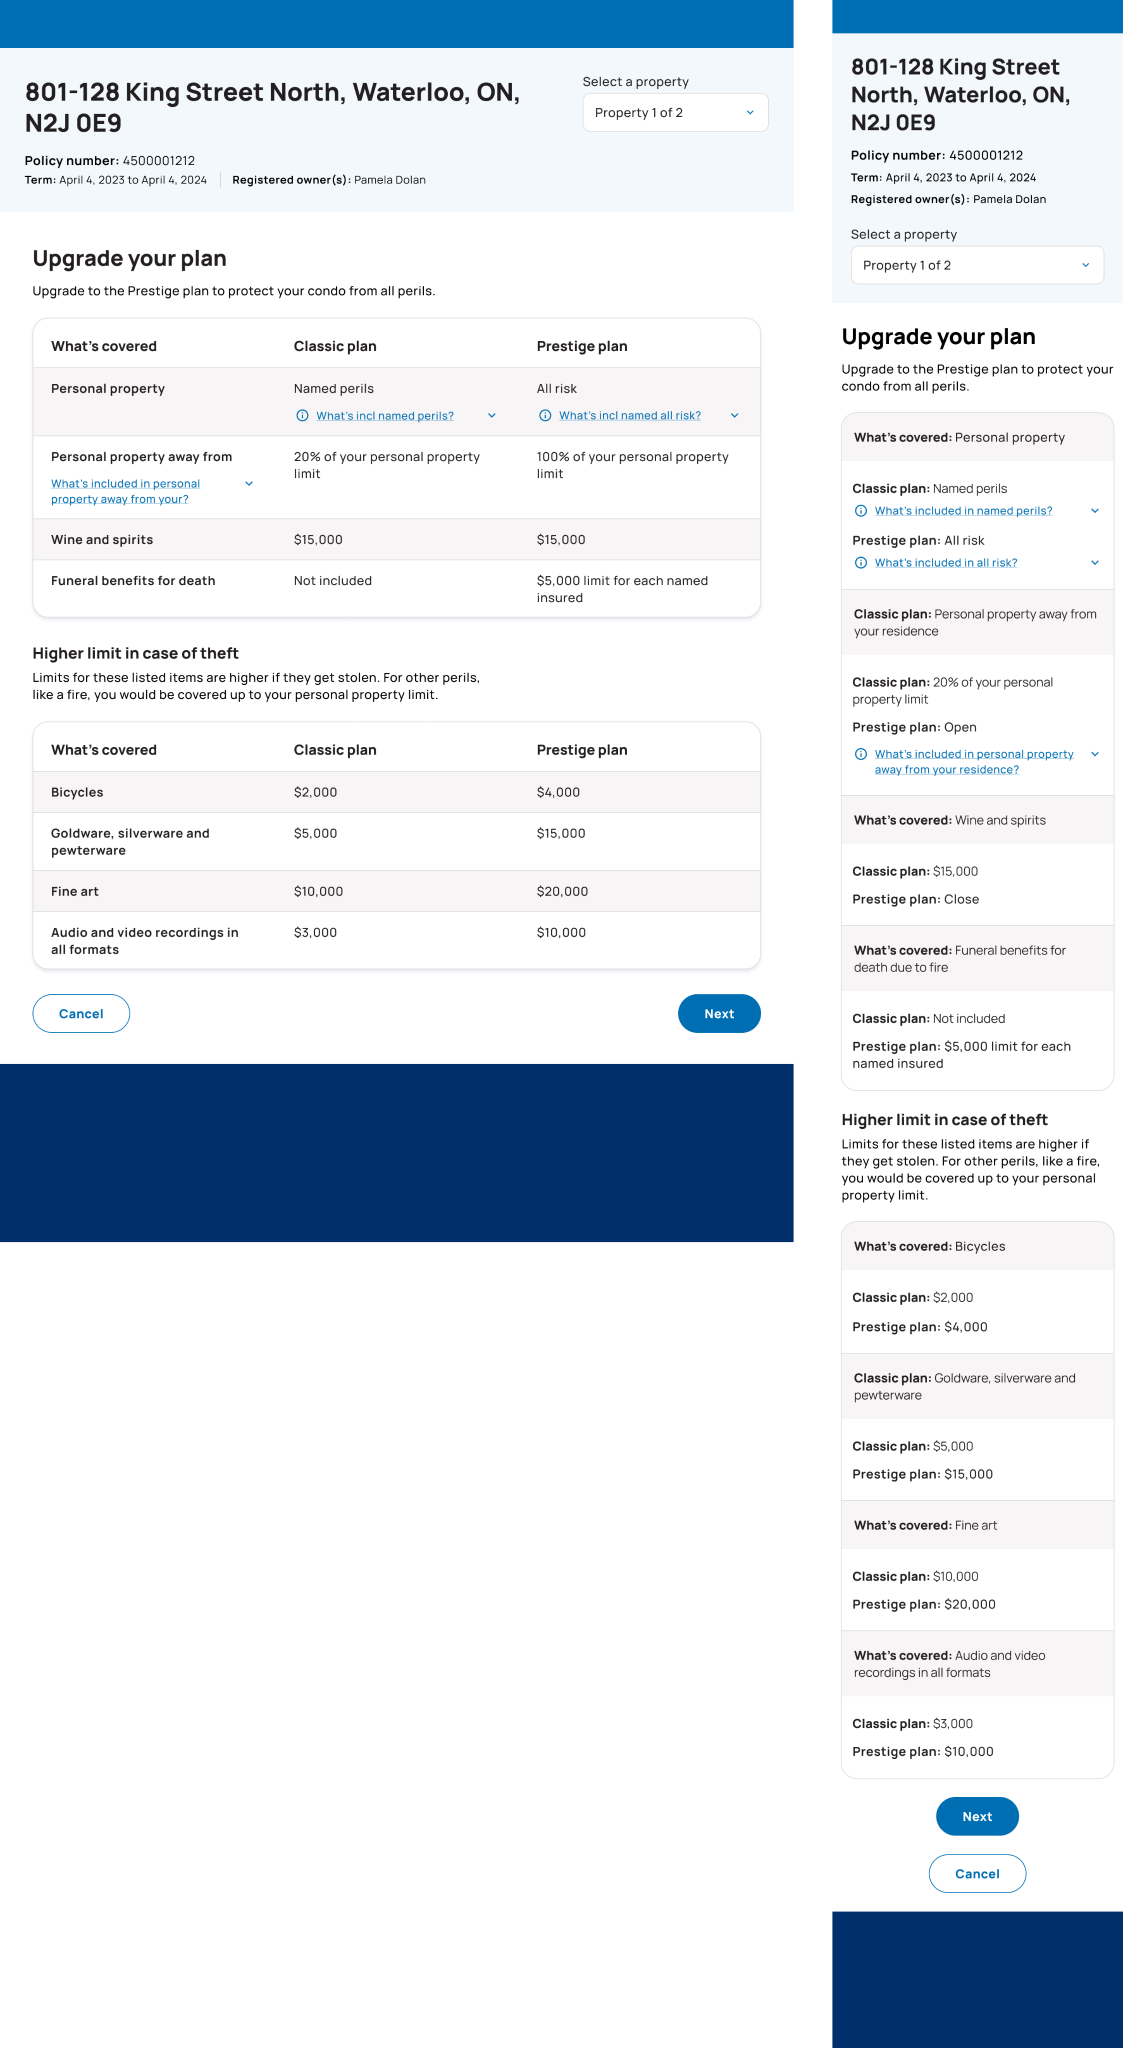 801-128 King Street North, Waterloo, ON,
N2J 0E9
Policy number: 4500001212
Term: April 4, 2023 to April 4, 2024 Registered owner(s): Pamela Dolan
Select a property
Property 1 of 2
Upgrade your plan
Upgrade to the Prestige plan to protect your condo from all perils.
What's covered Classic plan Prestige plan
Personal property Named perils All risk
What's incl named perils? What's incl named all risk?
Personal property away from 20% of your personal property 100% of your personal property
limit limit
What's included in personal
property away from your?
Wine and spirits $15,000 $15,000
Funeral benefits for death Not included $5,000 limit for each named
insured
Higher limit in case of theft
Limits for these listed items are higher if they get stolen. For other perils,
like a fire, you would be covered up to your personal property limit.
What's covered Classic plan Prestige plan
Bicycles $2,000 $4,000
Goldware, silverware and $5,000 $15,000
pewterware
Fine art $10,000 $20,000
Audio and video recordings in $3,000 $10,000
all formats
Cancel Next
801-128 King Street
North, Waterloo, ON,
N2J 0E9
Policy number: 4500001212
Term: April 4, 2023 to April 4, 2024
Registered owner(s): Pamela Dolan
Select a property
Property 1 of 2
Upgrade your plan
Upgrade to the Prestige plan to protect your
condo from all perils.
What's covered: Personal property
Classic plan: Named perils
What's included in named perils?
Prestige plan: All risk
What's included in all risk?
Classic plan: Personal property away from
your residence
Classic plan: 20% of your personal
property limit
Prestige plan: Open
What's included in personal property
away from your residence?
What's covered: Wine and spirits
Classic plan: $15,000
Prestige plan: Close
What's covered: Funeral benefits for
death due to fire
Classic plan: Not included
Prestige plan: $5,000 limit for each
named insured
Higher limit in case of theft
Limits for these listed items are higher if
they get stolen. For other perils, like a fire,
you would be covered up to your personal
property limit.
What's covered: Bicycles
Classic plan: $2,000
Prestige plan: $4,000
Classic plan: Goldware, silverware and
pewterware
Classic plan: $5,000
Prestige plan: $15,000
What's covered: Fine art
Classic plan: $10,000
Prestige plan: $20,000
What's covered: Audio and video
recordings in all formats
Classic plan: $3,000
Prestige plan: $10,000
Next
Cancel